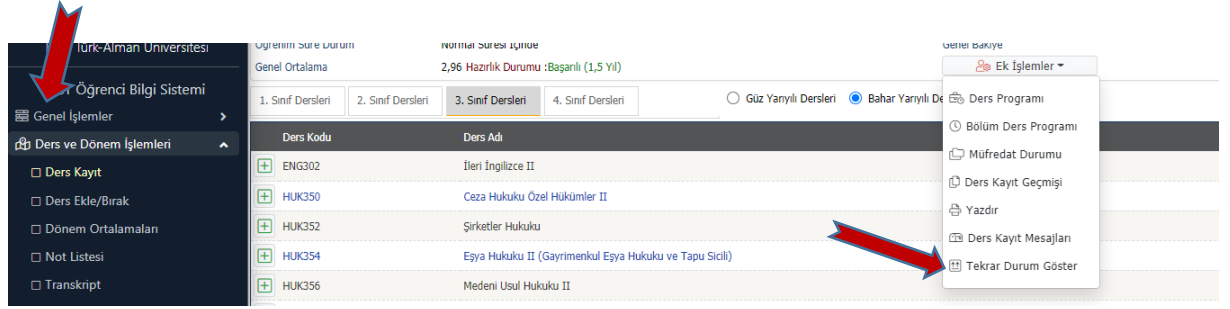 Türk-Alman Üniversitesi
Öğrenci Bilgi Sistemi
Genel İşlemler
Ders ve Dönem İşlemleri
Ders Kayıt
Ders Ekle/Bırak
Dönem Ortalamaları
Not Listesi
Transkript
Öğrenim Süre Durum Normal Süresi İçinde Genel Bakiye
Genel Ortalama 2,96 Hazırlık Durumu :Başarılı (1,5 Yıl)
Ek İşlemler
1. Sınıf Dersleri 2. Sınıf Dersleri 3. Sınıf Dersleri 4. Sınıf Dersleri Güz Yarıyılı Dersleri Bahar Yarıyılı De
Ders Kodu Ders Adı
ENG302 İleri İngilizce II
HUK350 Ceza Hukuku Özel Hükümler II
HUK352 Şirketler Hukuku
HUK354 Eşya Hukuku II (Gayrimenkul Eşya Hukuku ve Tapu Sicili)
HUK356 Medeni Usul Hukuku II
Ders Programı
Bölüm Ders Programı
Müfredat Durumu
Ders Kayıt Geçmişi
Yazdır
Ders Kayıt Mesajları
Tekrar Durum Göster